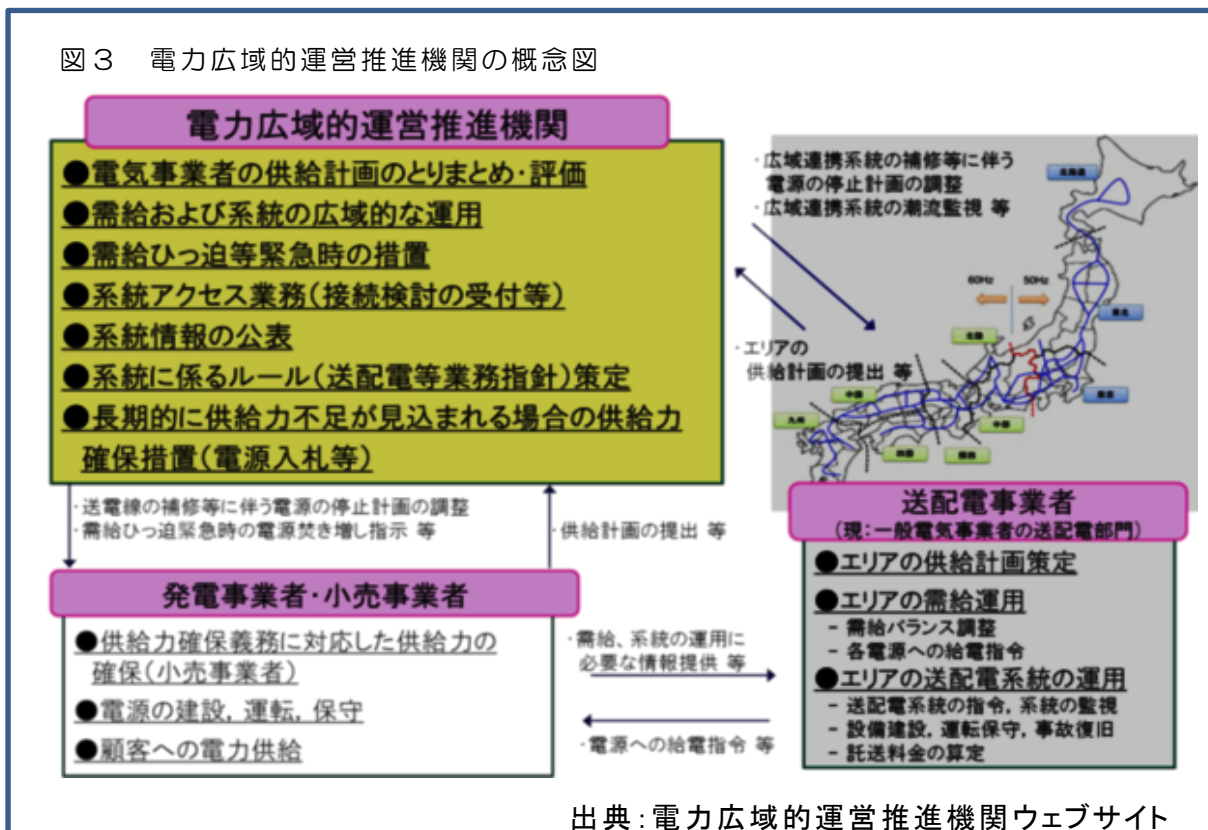 図３ 電力広域的運営推進機関の概念図
電力広域的運営推進機関
●電気事業者の供給計画のとりまとめ・評価
●需給および系統の広域的な運用
●需給ひっ迫等緊急時の措置
●系統アクセス業務(接続検討の受付等)
●系統情報の公表
●系統に係るルール(送配電等業務指針)策定
●長期的に供給力不足が見込まれる場合の供給力
確保措置(電源入札等)
・広域連携系統の補修等に伴う
電源の停止計画の調整
・広域連携系統の潮流監視 等
・エリアの
供給計画の提出 等
北海道
60Hz
50Hz
東北
北陸
東京
中国
九州
中部
四国
関西
・送電線の補修等に伴う電源の停止計画の調整
・需給ひっ迫緊急時の電源焚き増し指示 等
・供給計画の提出 等
発電事業者・小売事業者
●供給力確保義務に対応した供給力の
確保(小売事業者)
●電源の建設, 運転, 保守
●顧客への電力供給
・需給、系統の運用に
必要な情報提供 等
・電源への給電指令 等
送配電事業者
(現:一般電気事業者の送配電部門)
●エリアの供給計画策定
●エリアの需給運用
− 需給バランス調整
− 各電源への給電指令
●エリアの送配電系統の運用
− 送配電系統の指令, 系統の監視
− 設備建設, 運転保守, 事故復旧
− 託送料金の算定
出典:電力広域的運営推進機関ウェブサイト